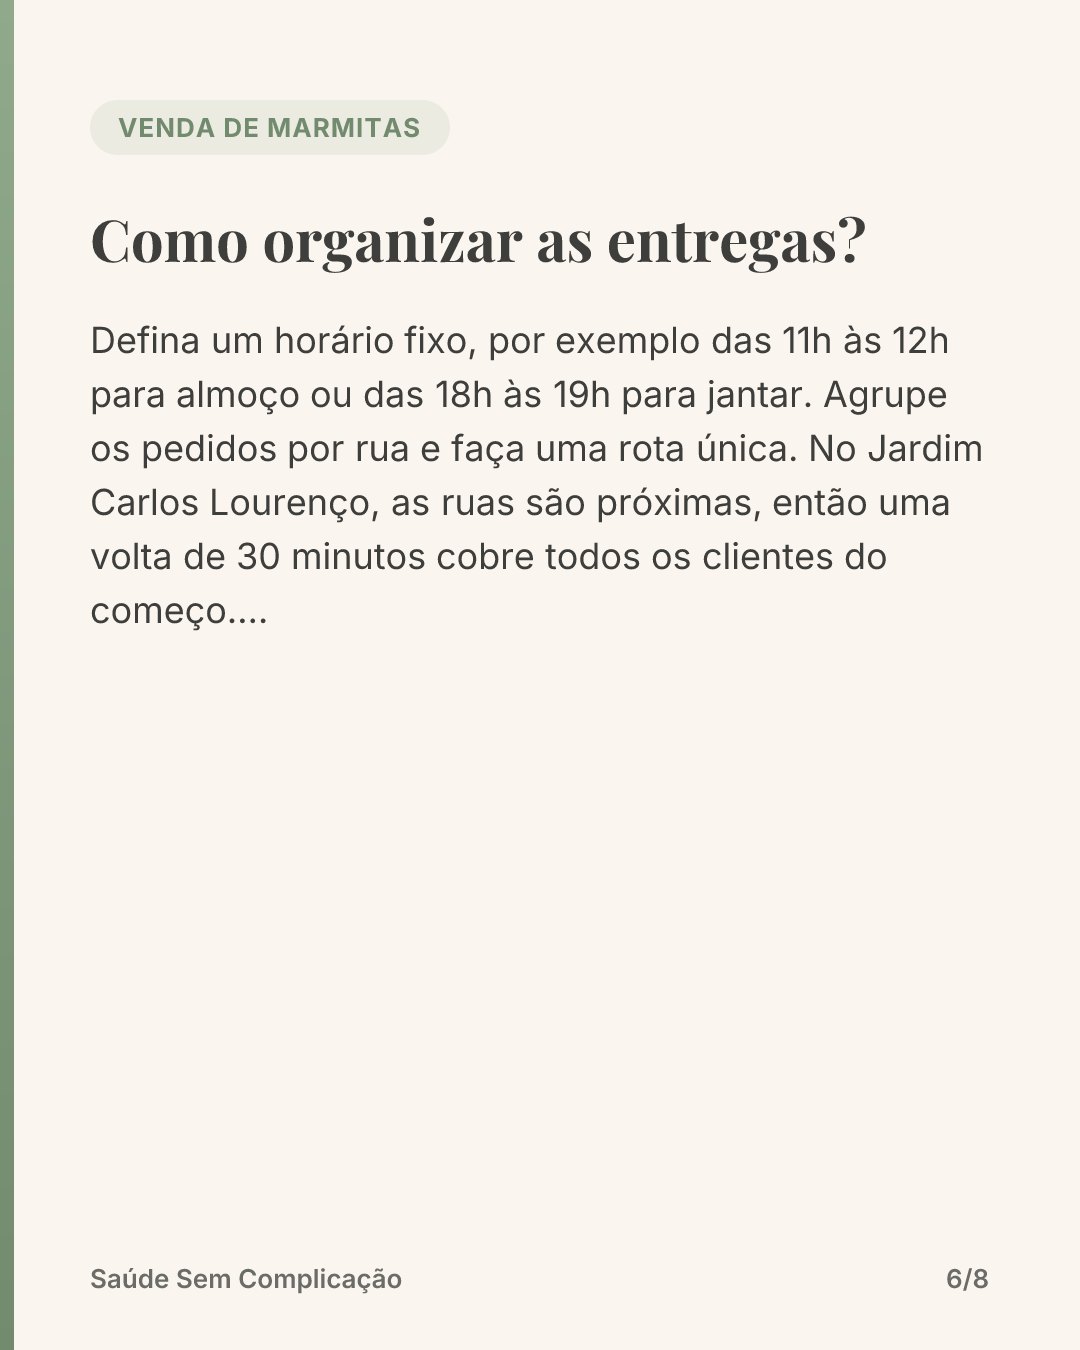 VENDA DE MARMITAS
Como organizar as entregas?
Defina um horário fixo, por exemplo das 11h às 12h
para almoço ou das 18h às 19h para jantar. Agrupe
os pedidos por rua e faça uma rota única. No Jardim
Carlos Lourenço, as ruas são próximas, então uma
volta de 30 minutos cobre todos os clientes do
começo....
Saúde Sem Complicação
6/8